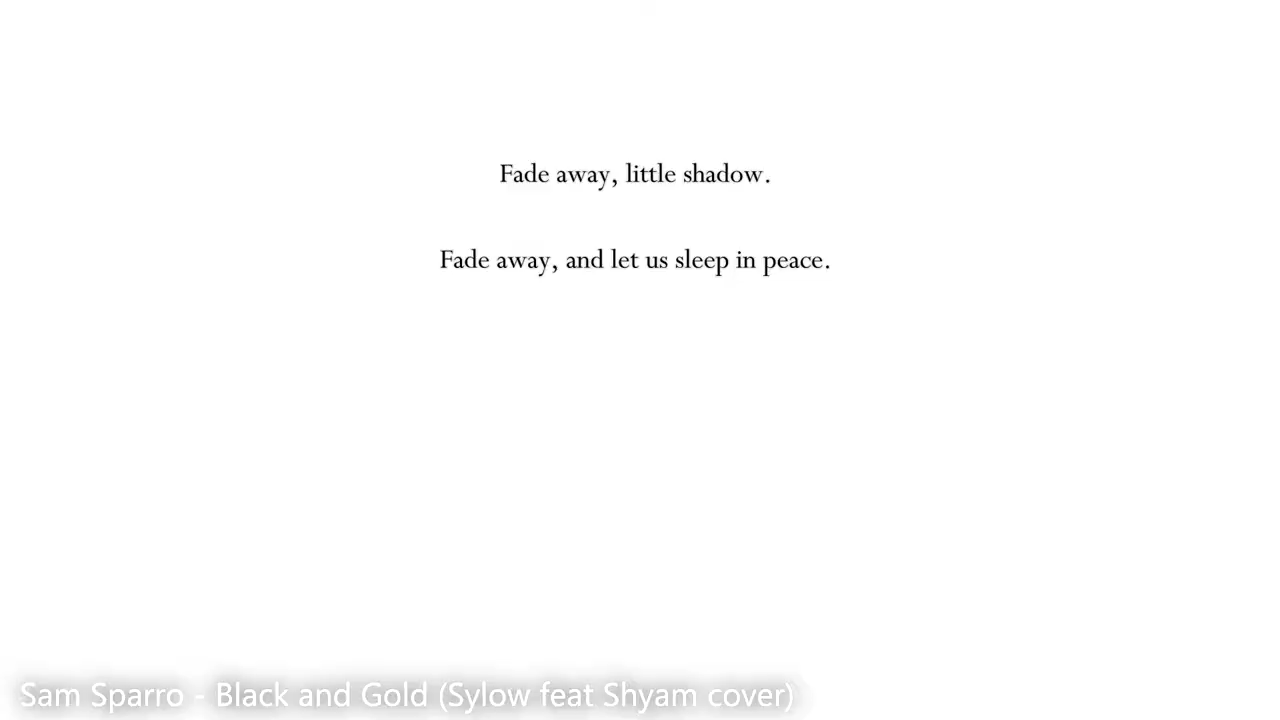 Fade away, little shadow.
Fade away, and let us sleep in peace.
Sam Sparro - Black and Gold (Sylow feat Shyam cover)